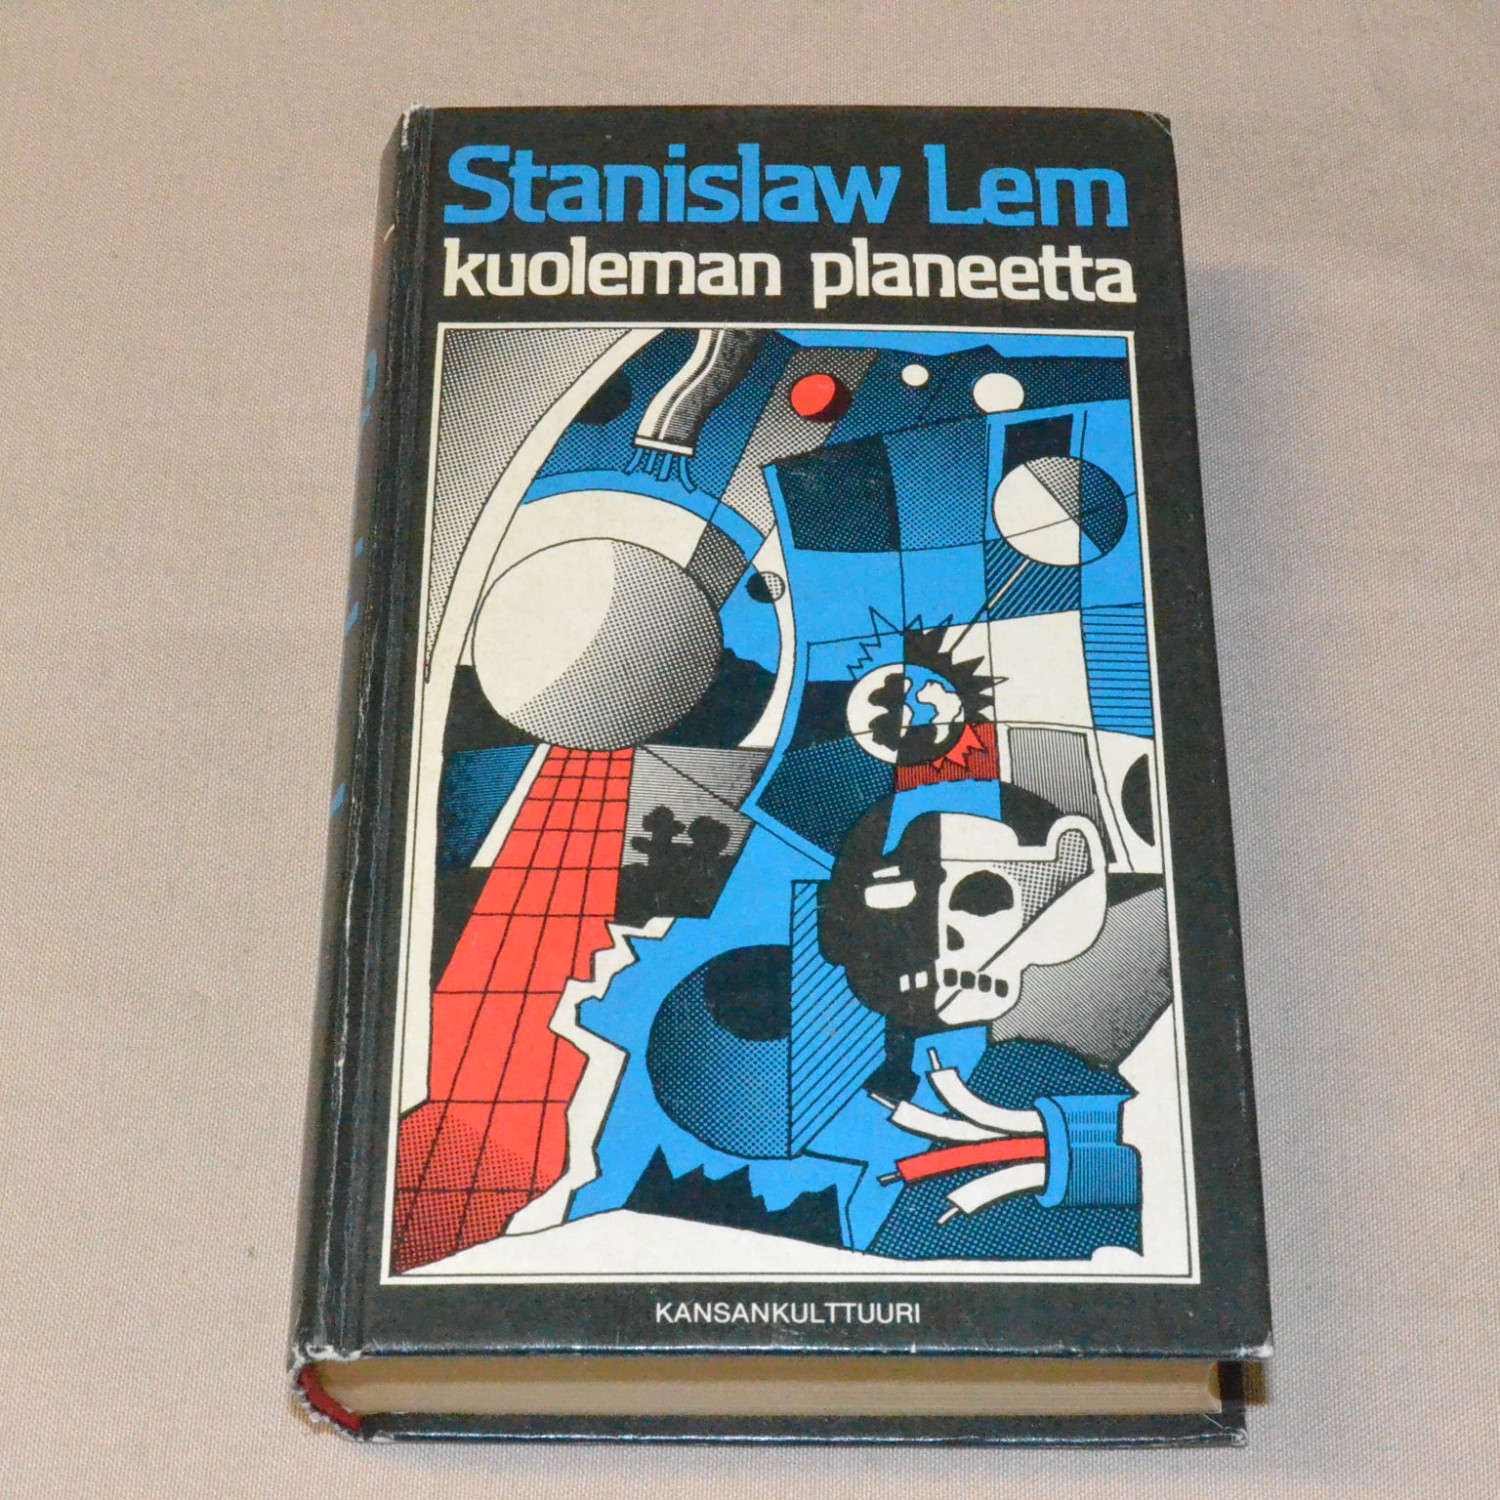 Stanislaw Lem
kuoleman planeetta
KANSANKULTTUURI